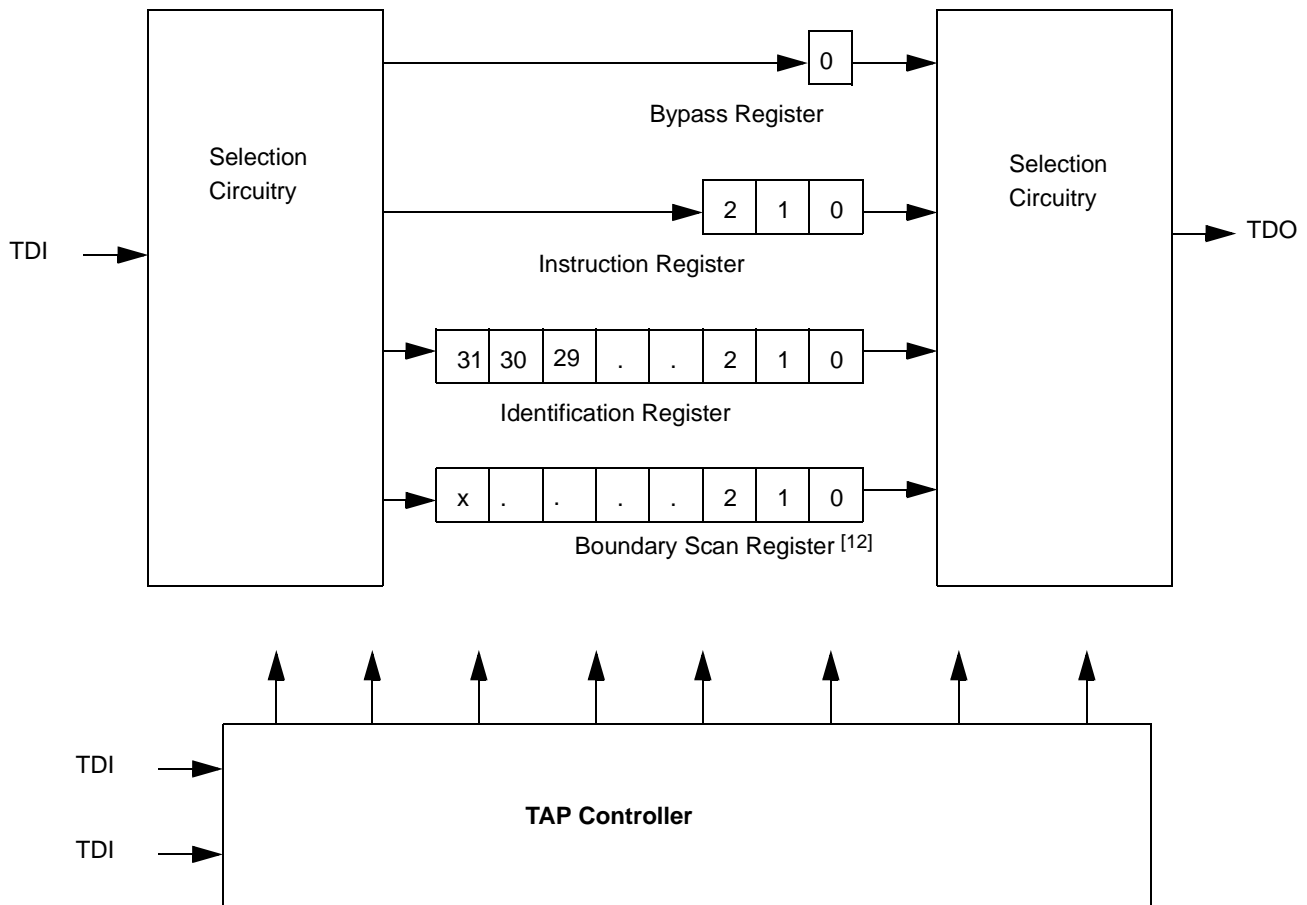 0
Bypass Register
Selection
Circuitry
Selection
Circuitry
2 1 0
TDI
TDO
Instruction Register
31 30 29 . . 2 1 0
Identification Register
x . . . . 2 1 0
Boundary Scan Register [12]
TDI
TAP Controller
TDI